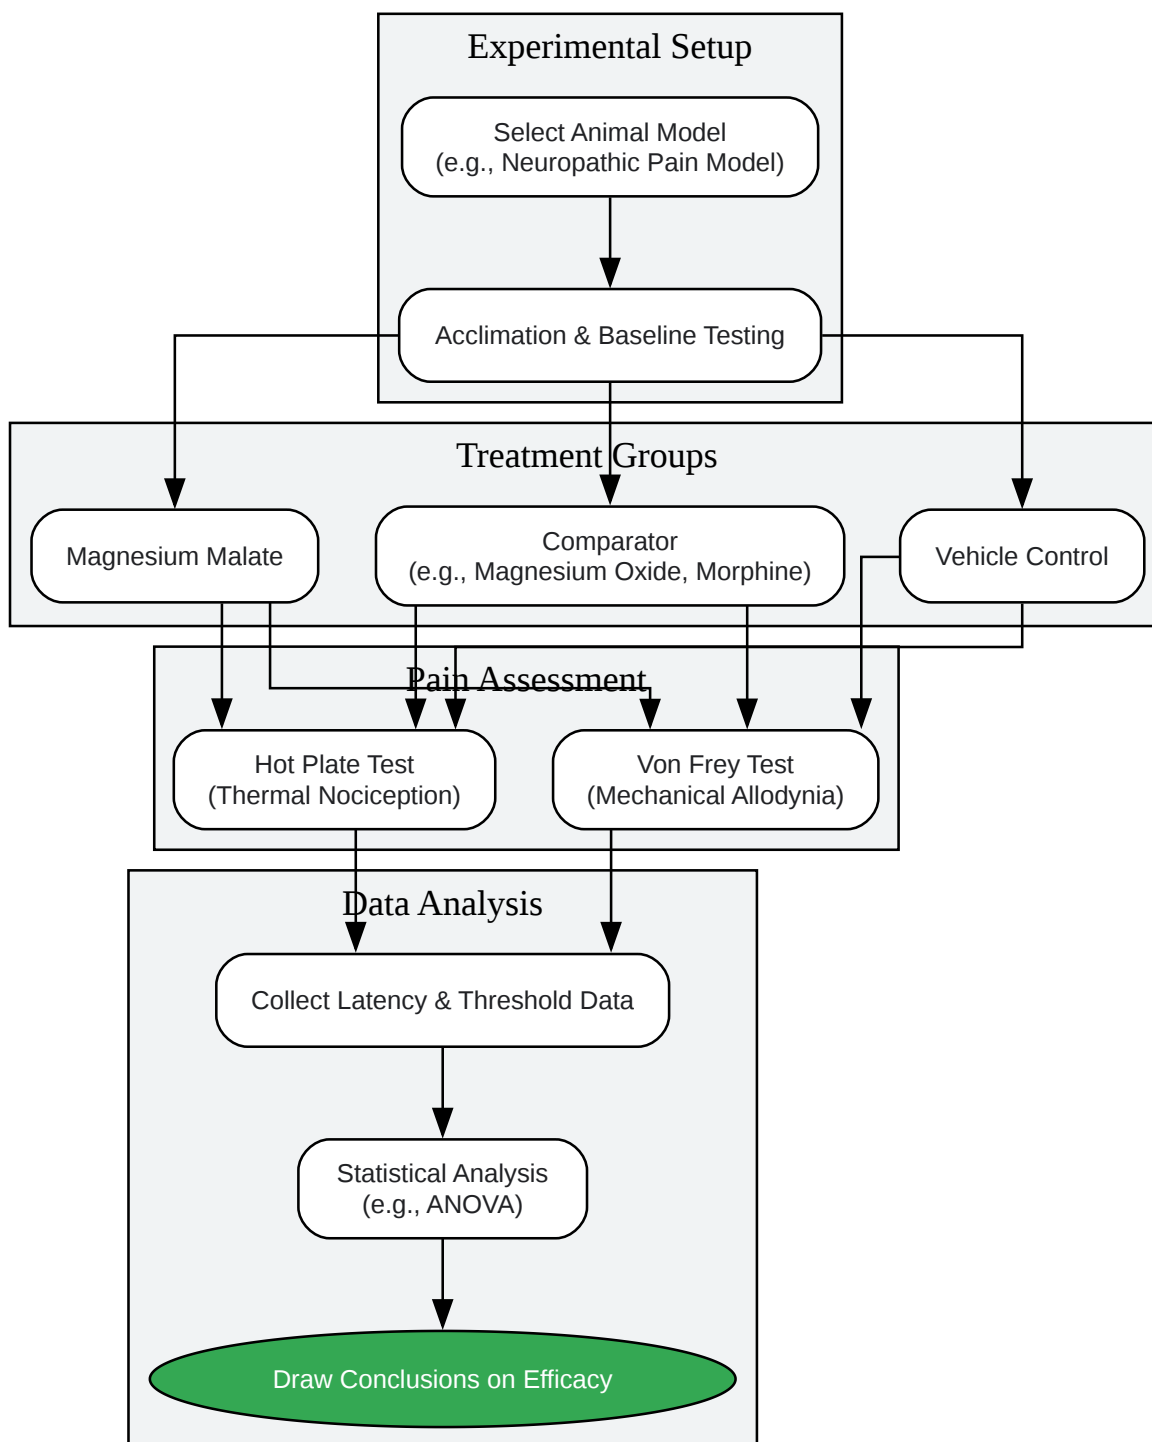 Experimental Setup
Select Animal Model
(e.g., Neuropathic Pain Model)
Acclimation & Baseline Testing
Treatment Groups
Magnesium Malate
Comparator
(e.g., Magnesium Oxide, Morphine)
Vehicle Control
Pain Assessment
Hot Plate Test
(Thermal Nociception)
Von Frey Test
(Mechanical Allodynia)
Data Analysis
Collect Latency & Threshold Data
Statistical Analysis
(e.g., ANOVA)
Draw Conclusions on Efficacy